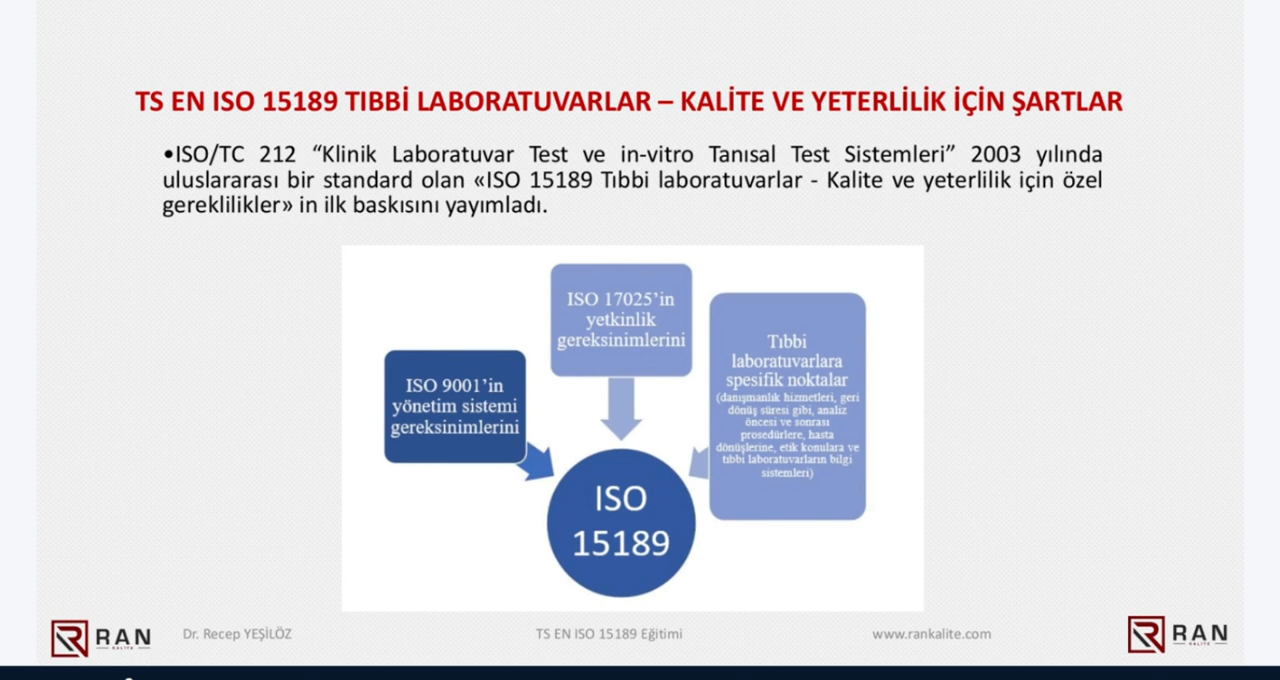 TS EN ISO 15189 TIBBİ LABORATUVARLAR – KALİTE VE YETERLİLİK İÇİN ŞARTLAR
•ISO/TC 212 “Klinik Laboratuvar Test ve in-vitro Tanısal Test Sistemleri” 2003 yılında
uluslararası bir standard olan «ISO 15189 Tıbbi laboratuvarlar - Kalite ve yeterlilik için özel
gereklilikler» in ilk baskısını yayımladı.
ISO 9001’in
yönetim sistemi
gereksinimlerini
ISO 17025’in
yetkinlik
gereksinimlerini
Tıbbi
laboratuvarlara
spesifik noktalar
(danışmanlık hizmetleri, geri
dönüş süresi gibi, analiz
öncesi ve sonrası
prosedürlere, hasta
dönüşlerine, etik konulara ve
tıbbi laboratuvarların bilgi
sistemleri)
ISO
15189
RAN
KALİTE
Dr. Recep YEŞİLÖZ
TS EN ISO 15189 Eğitimi
www.rankalite.com
RAN
KALİTE